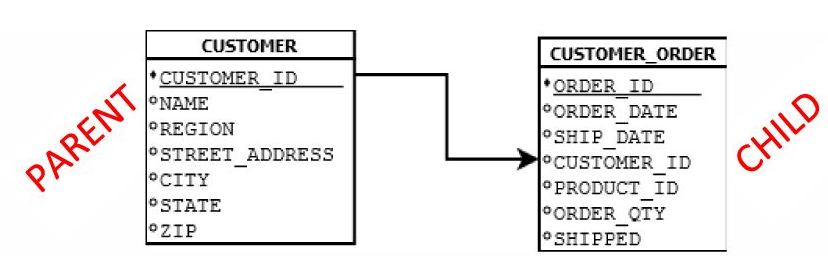 PARENT
CUSTOMER
CUSTOMER_ID
NAME
REGION
STREET_ADDRESS
CITY
STATE
ZIP
CUSTOMER_ORDER
ORDER_ID
ORDER_DATE
SHIP_DATE
CUSTOMER_ID
PRODUCT_ID
ORDER_QTY
SHIPPED
CHILD